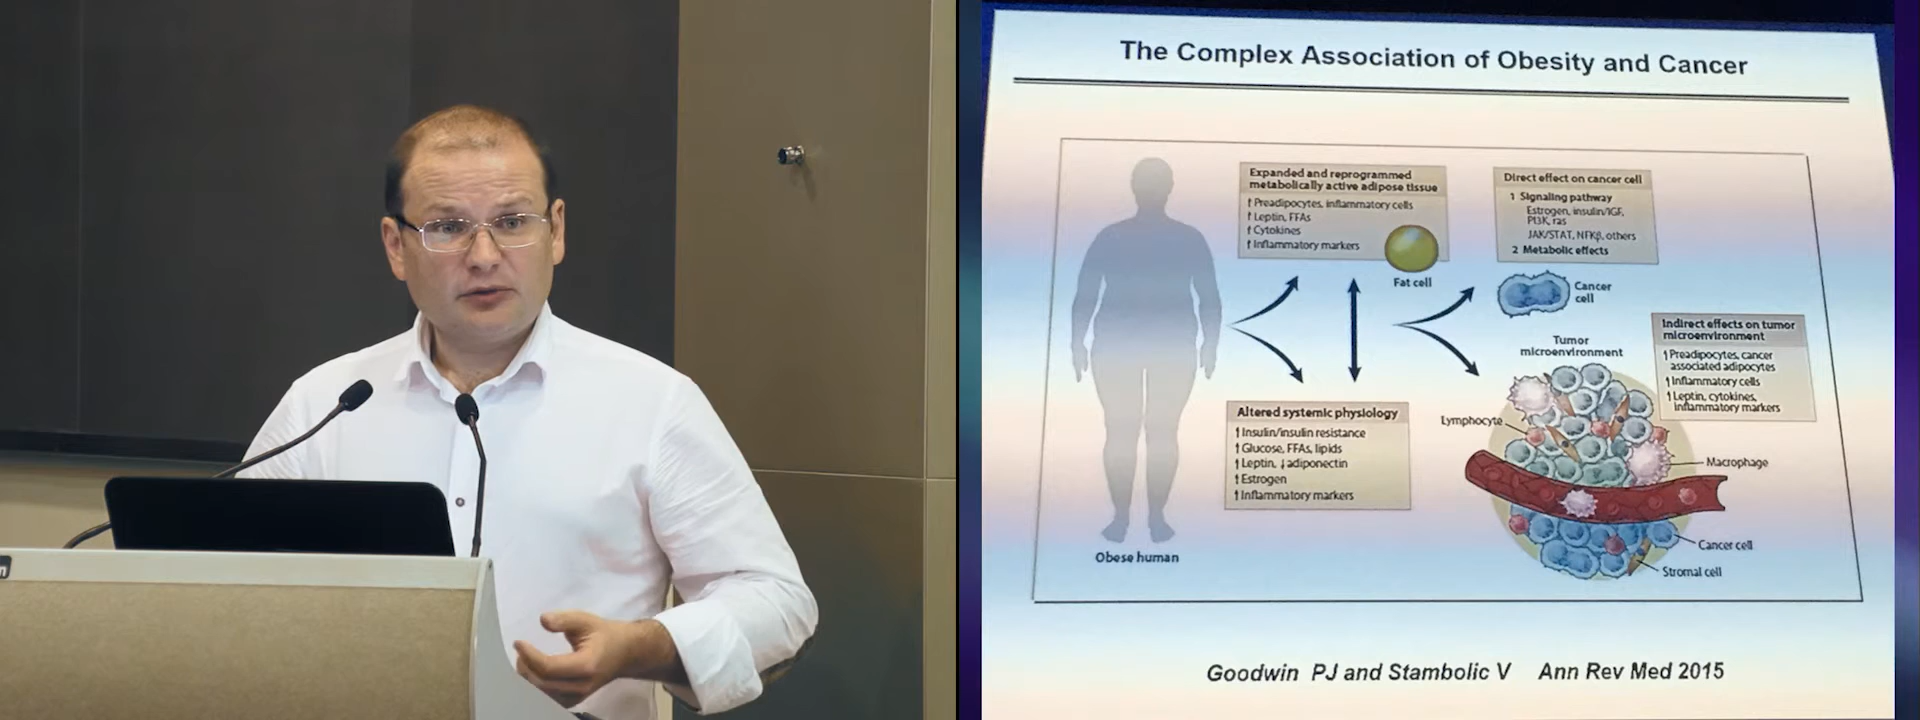 The Complex Association of Obesity and Cancer
Expanded and reprogrammed
metabolically active adipose tissue
↑ Preadipocytes, inflammatory cells
↑ Leptin, FFAs
↑ Cytokines
↑ Inflammatory markers
Fat cell
Direct effect on cancer cell
1 Signaling pathway
Estrogen, insulin/IGF,
PI3K, ras
JAK/STAT, NFKβ, others
2 Metabolic effects
Cancer
cell
Indirect effects on tumor
microenvironment
↑ Preadipocytes, cancer
associated adipocytes
↑ Inflammatory cells
↑ Leptin, cytokines,
inflammatory markers
Tumor
microenvironment
Altered systemic physiology
↑ Insulin/insulin resistance
↑ Glucose, FFAs, lipids
↑ Leptin, ↓ adiponectin
↑ Estrogen
↑ Inflammatory markers
Lymphocyte
Macrophage
Cancer cell
Stromal cell
Obese human
Goodwin PJ and Stambolic V Ann Rev Med 2015